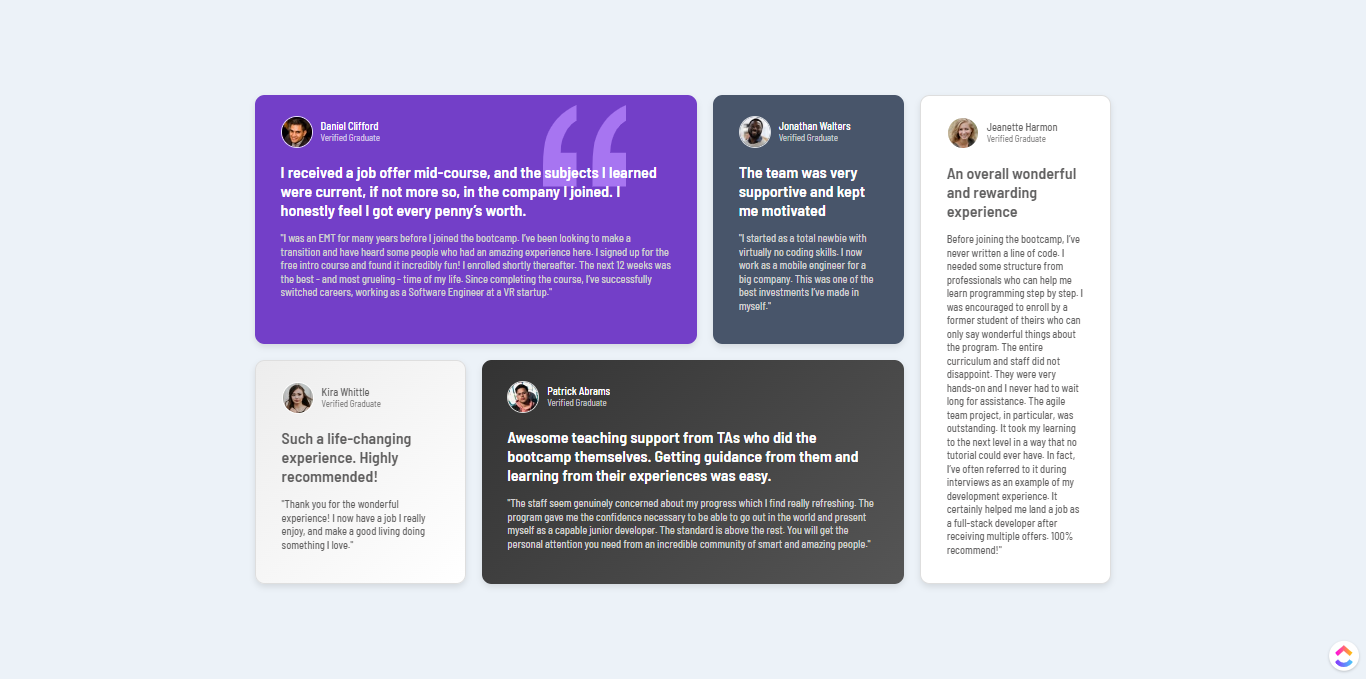 Daniel Clifford
Verified Graduate
I received a job offer mid-course, and the subjects I learned
were current, if not more so, in the company I joined. I
honestly feel I got every penny’s worth.
"I was an EMT for many years before I joined the bootcamp. I've been looking to make a
transition and have heard some people who had an amazing experience here. I signed up for the
free intro course and found it incredibly fun! I enrolled shortly thereafter. The next 12 weeks was
the best - and most grueling - time of my life. Since completing the course, I've successfully
switched careers, working as a Software Engineer at a VR startup."
Jonathan Walters
Verified Graduate
The team was very
supportive and kept
me motivated
"I started as a total newbie with
virtually no coding skills. I now
work as a mobile engineer for a
big company. This was one of the
best investments I've made in
myself."
Jeanette Harmon
Verified Graduate
An overall wonderful
and rewarding
experience
Before joining the bootcamp, I've
never written a line of code. I
needed some structure from
professionals who can help me
learn programming step by step. I
was encouraged to enroll by a
former student of theirs who can
only say wonderful things about
the program. The entire
curriculum and staff did not
disappoint. They were very
hands-on and I never had to wait
long for assistance. The agile
team project, in particular, was
outstanding. It took my learning
to the next level in a way that no
tutorial could ever have. In fact,
I've often referred to it during
interviews as an example of my
development experience. It
certainly helped me land a job as
a full-stack developer after
receiving multiple offers. 100%
recommend!"
Kira Whittle
Verified Graduate
Such a life-changing
experience. Highly
recommended!
"Thank you for the wonderful
experience! I now have a job I really
enjoy, and make a good living doing
something I love."
Patrick Abrams
Verified Graduate
Awesome teaching support from TAs who did the
bootcamp themselves. Getting guidance from them and
learning from their experiences was easy.
"The staff seem genuinely concerned about my progress which I find really refreshing. The
program gave me the confidence necessary to be able to go out in the world and present
myself as a capable junior developer. The standard is above the rest. You will get the
personal attention you need from an incredible community of smart and amazing people."